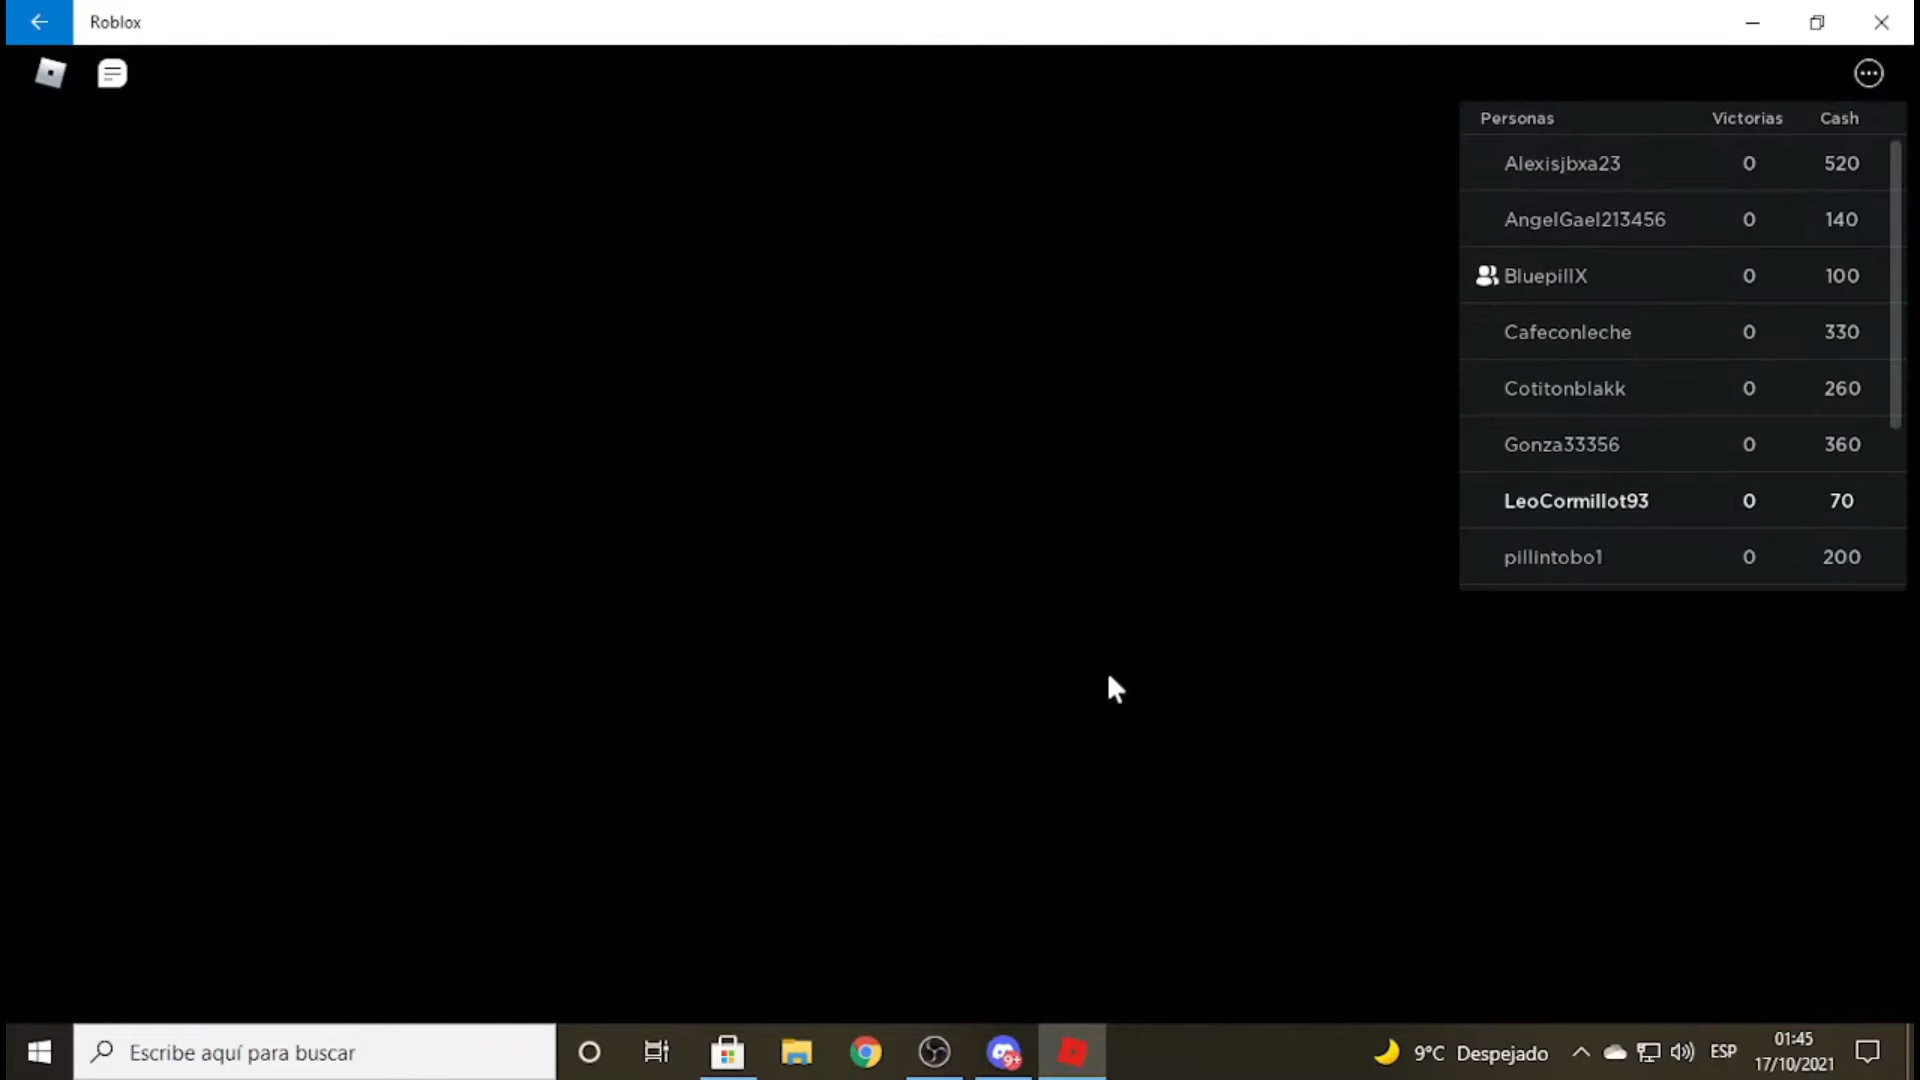 Roblox
Personas Victorias Cash
Alexisjbxa23 0 520
AngelGael213456 0 140
BluepillX 0 100
Cafeconleche 0 330
Cotitonblakk 0 260
Gonza33356 0 360
LeoCormillot93 0 70
pillintobo1 0 200
Escribe aquí para buscar
9+
9°C Despejado
ESP
01:45
17/10/2021